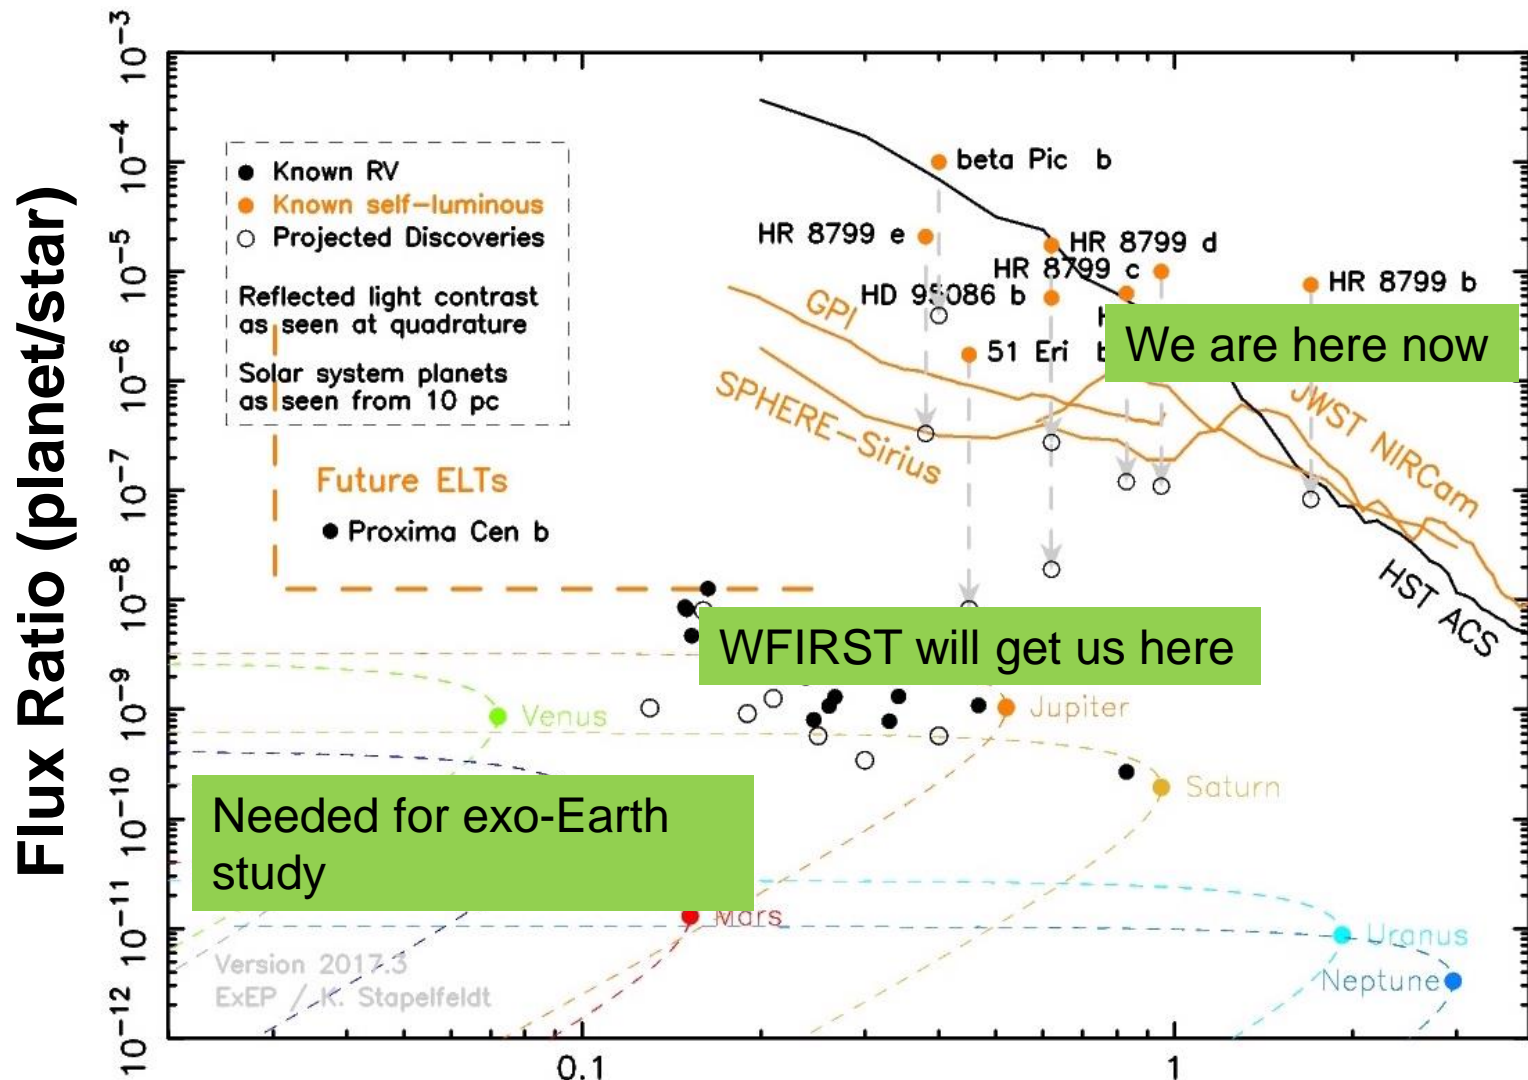 Flux Ratio (planet/star)
10⁻³
10⁻⁴
10⁻⁵
10⁻⁶
10⁻⁷
10⁻⁸
10⁻⁹
10⁻¹⁰
10⁻¹¹
10⁻¹²
Known RV
Known self-luminous
Projected Discoveries
Reflected light contrast
as seen at quadrature
Solar system planets
as seen from 10 pc
beta Pic b
HR 8799 e
HR 8799 d
HR 8799 c
HD 95086 b
HR 8799 b
GPI
51 Eri
We are here now
SPHERE-Sirius
JWST NIRCam
Future ELTs
Proxima Cen b
HST ACS
WFIRST will get us here
Venus
Jupiter
Saturn
Needed for exo-Earth
study
Mars
Uranus
Neptune
Version 2017.3
ExEP / K. Stapelfeldt
0.1
1